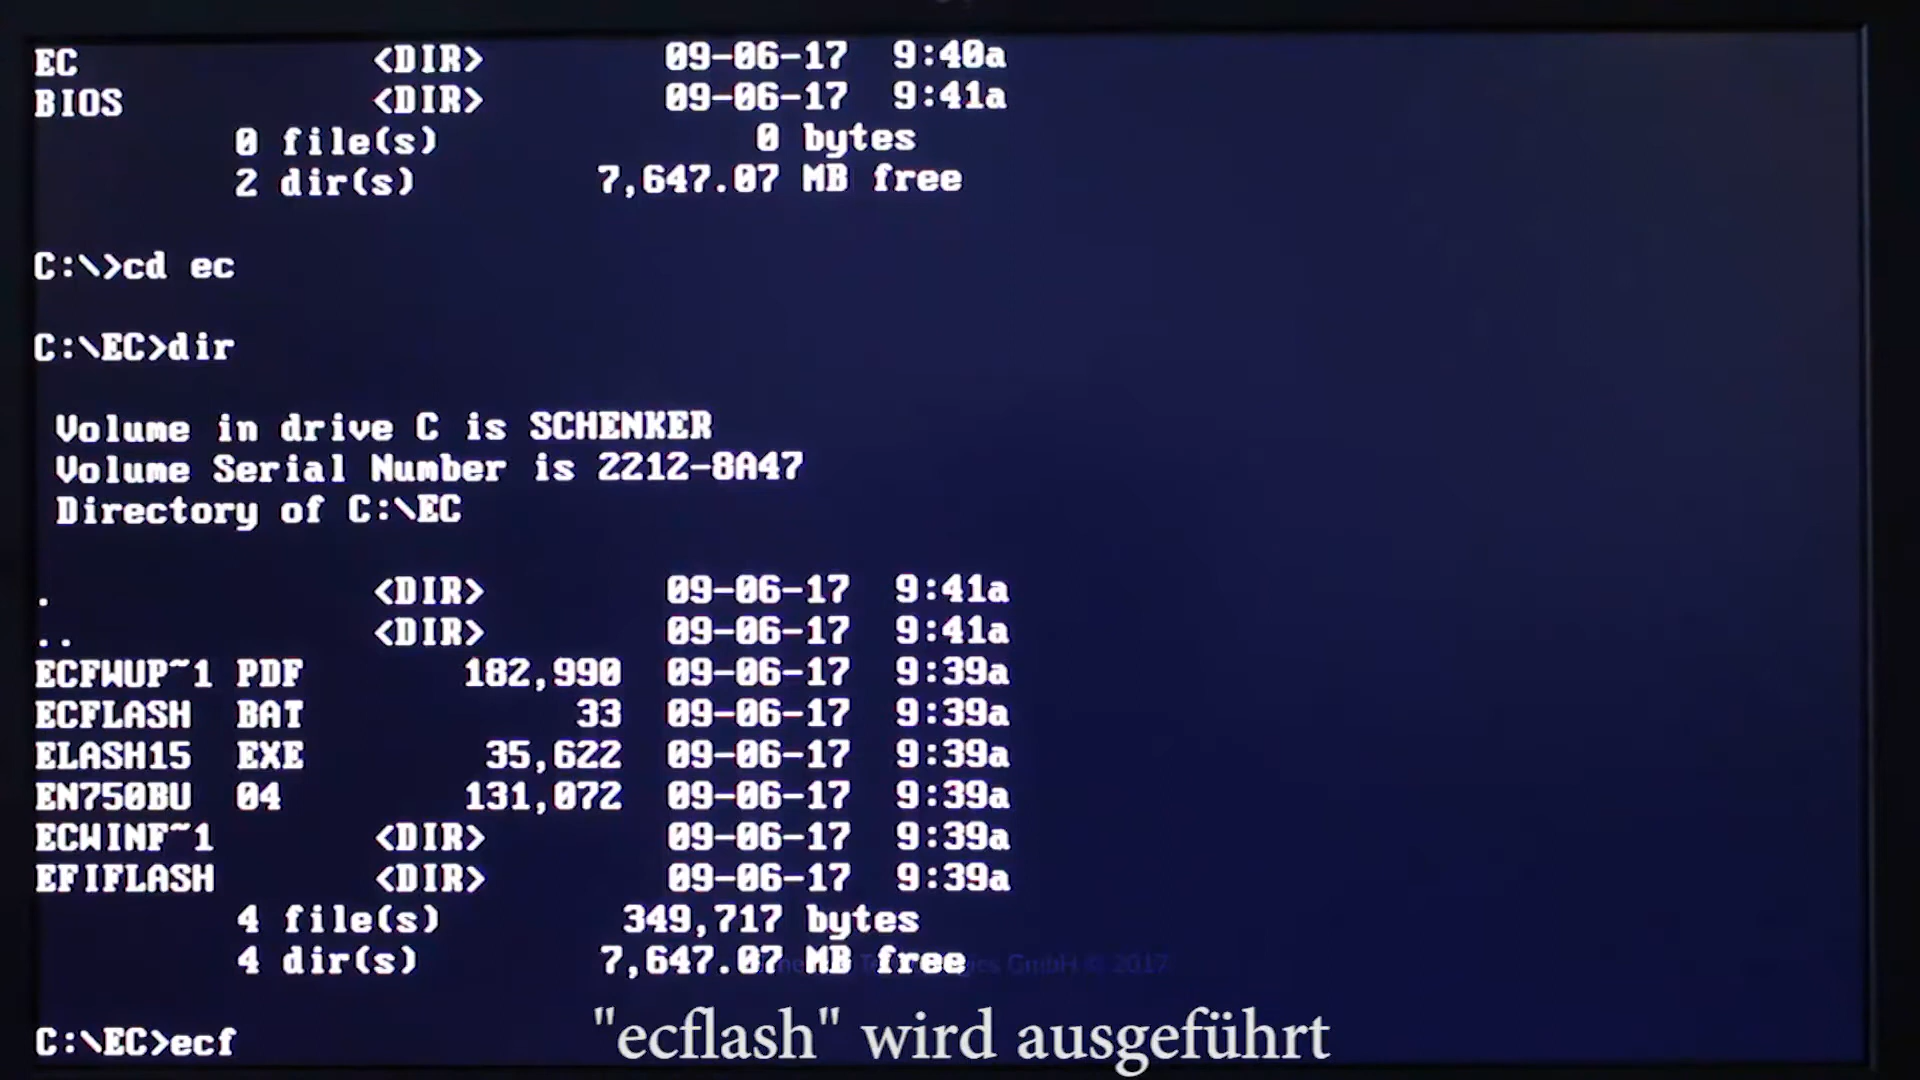 EC <DIR> 09-06-17 9:40a
BIOS <DIR> 09-06-17 9:41a
0 file(s) 0 bytes
2 dir(s) 7,647.07 MB free
C:\>cd ec
C:\EC>dir
Volume in drive C is SCHENKER
Volume Serial Number is 2212-8A47
Directory of C:\EC
. <DIR> 09-06-17 9:41a
.. <DIR> 09-06-17 9:41a
ECFWUP~1 PDF 182,990 09-06-17 9:39a
ECFLASH BAT 33 09-06-17 9:39a
ELASH15 EXE 35,622 09-06-17 9:39a
EN750BU 04 131,072 09-06-17 9:39a
ECWINF~1 <DIR> 09-06-17 9:39a
EFIFLASH <DIR> 09-06-17 9:39a
4 file(s) 349,717 bytes
4 dir(s) 7,647.07 MB free
GmbH © 2017
C:\EC>ecf
"ecflash" wird ausgeführt